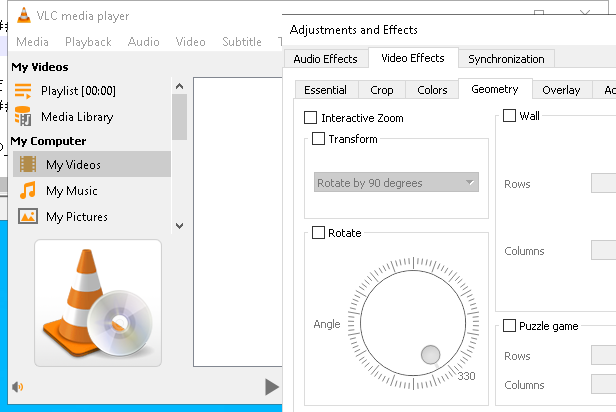 VLC media player
Media Playback Audio Video Subtitle
My Videos
Playlist [00:00]
Media Library
My Computer
My Videos
My Music
My Pictures
Adjustments and Effects
Audio Effects Video Effects Synchronization
Essential Crop Colors Geometry Overlay
Interactive Zoom
Transform
Rotate by 90 degrees
Rotate
Angle
330
Wall
Rows
Columns
Puzzle game
Rows
Columns